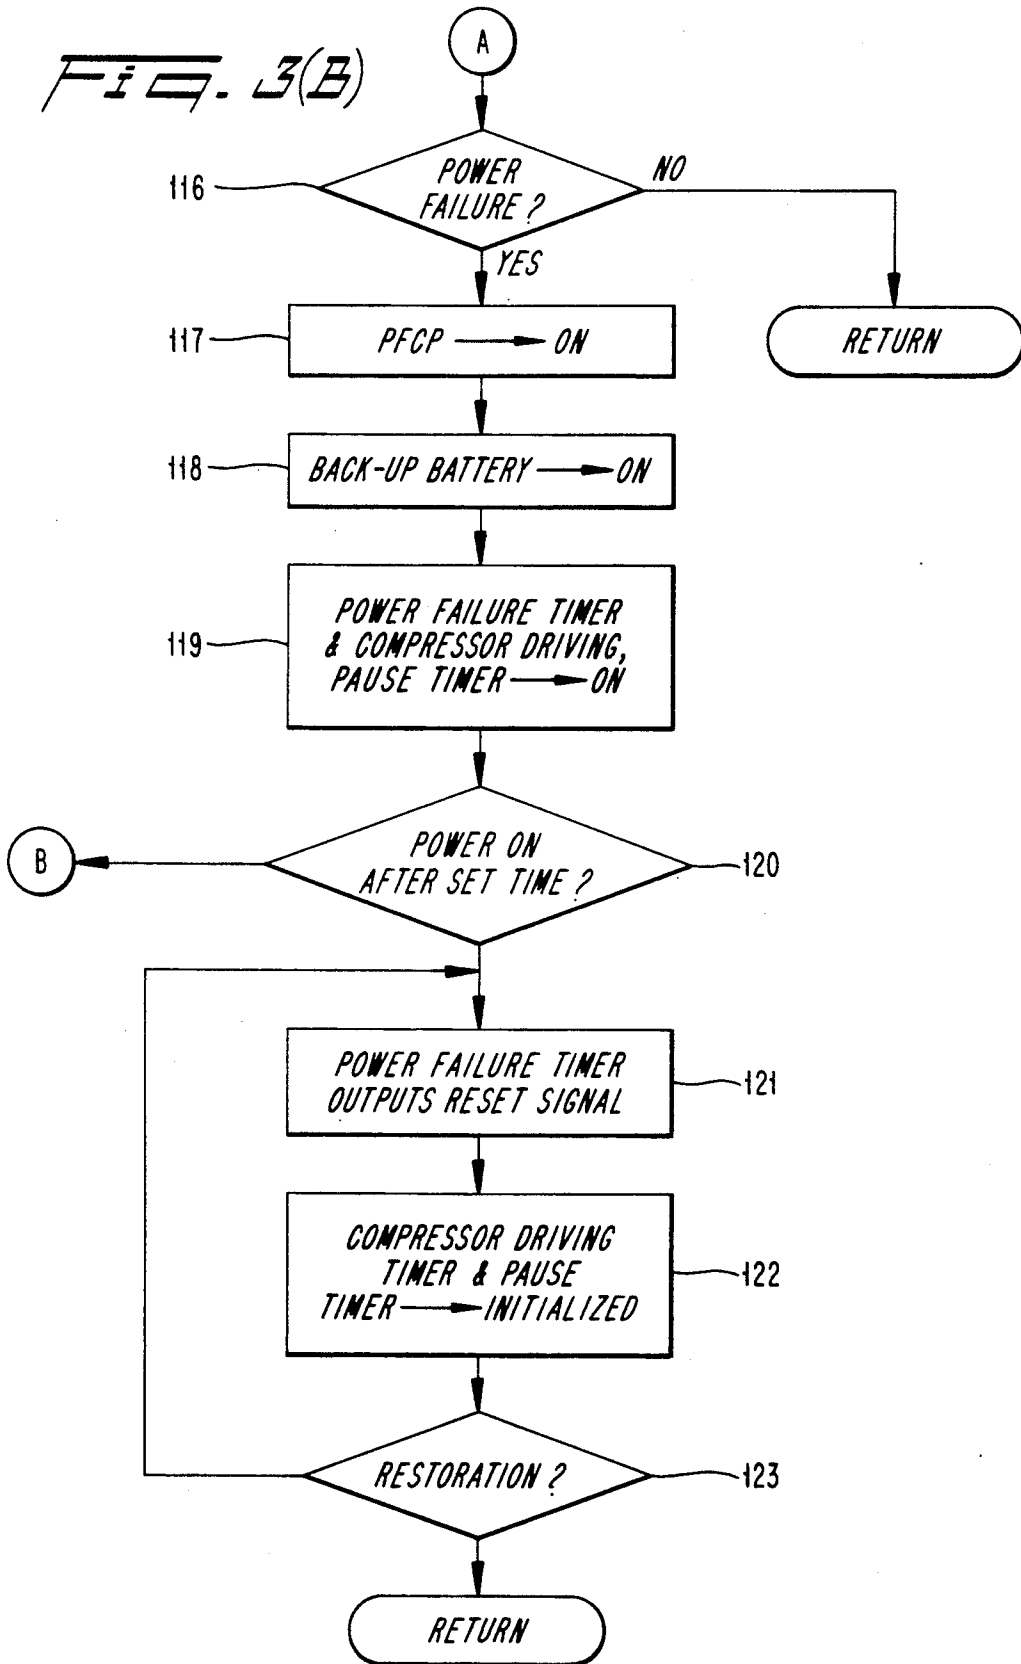 Fig. 3(B)
A
116
POWER
FAILURE?
NO
YES
117
PFCP → ON
RETURN
118
BACK-UP BATTERY → ON
119
POWER FAILURE TIMER
& COMPRESSOR DRIVING,
PAUSE TIMER → ON
B
POWER ON
AFTER SET TIME?
120
POWER FAILURE TIMER
OUTPUTS RESET SIGNAL
121
COMPRESSOR DRIVING
TIMER & PAUSE
TIMER → INITIALIZED
122
RESTORATION?
123
RETURN